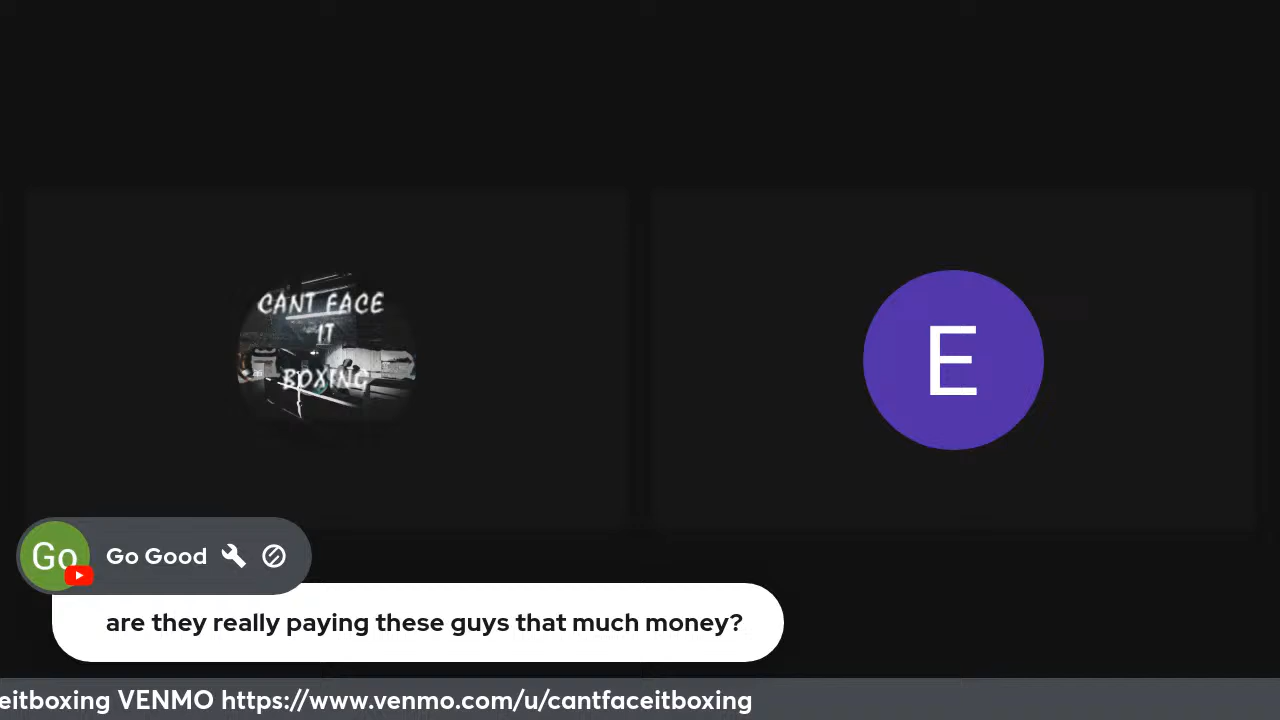 CANT FACE
IT
BOXING
E
Go
Go Good
are they really paying these guys that much money?
eitboxing VENMO https://www.venmo.com/u/cantfaceitboxing